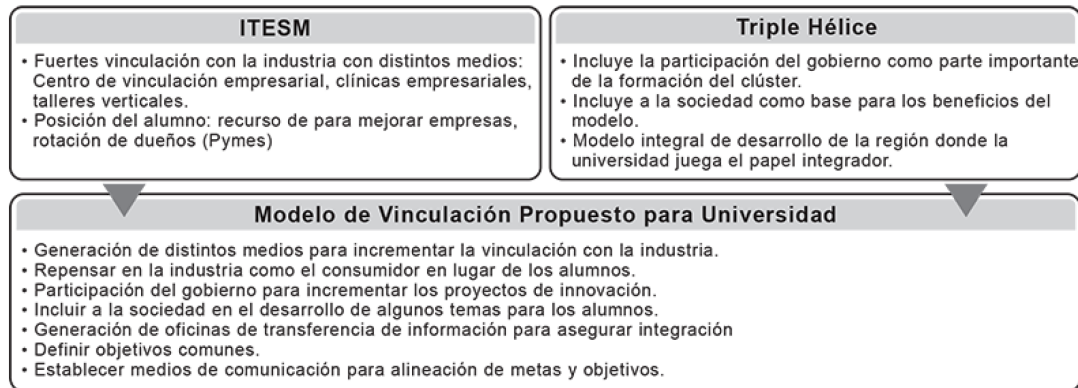 ITESM
• Fuertes vinculación con la industria con distintos medios:
Centro de vinculación empresarial, clínicas empresariales,
talleres verticales.
• Posición del alumno: recurso de para mejorar empresas,
rotación de dueños (Pymes)
Triple Hélice
• Incluye la participación del gobierno como parte importante
de la formación del clúster.
• Incluye a la sociedad como base para los beneficios del
modelo.
• Modelo integral de desarrollo de la región donde la
universidad juega el papel integrador.
Modelo de Vinculación Propuesto para Universidad
• Generación de distintos medios para incrementar la vinculación con la industria.
• Repensar en la industria como el consumidor en lugar de los alumnos.
• Participación del gobierno para incrementar los proyectos de innovación.
• Incluir a la sociedad en el desarrollo de algunos temas para los alumnos.
• Generación de oficinas de transferencia de información para asegurar integración
• Definir objetivos comunes.
• Establecer medios de comunicación para alineación de metas y objetivos.